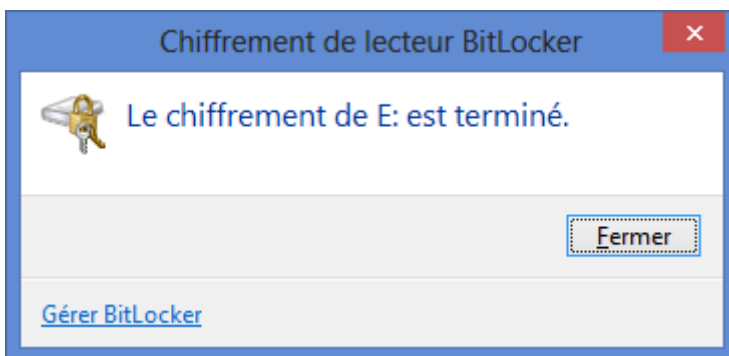 Chiffrement de lecteur BitLocker
Le chiffrement de E: est terminé.
Fermer
Gérer BitLocker